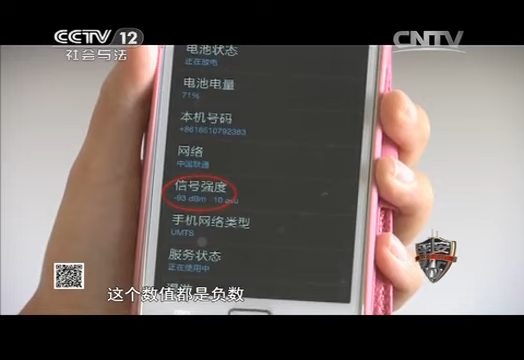 CCTV 12
社会与法
CNTV
电池状态
正在放电
电池电量
71%
本机号码
+8618610792383
网络
中国联通
信号强度
-93 dBm 10 asu
手机网络类型
UMTS
服务状态
正在使用中
漫游
这个数值都是负数